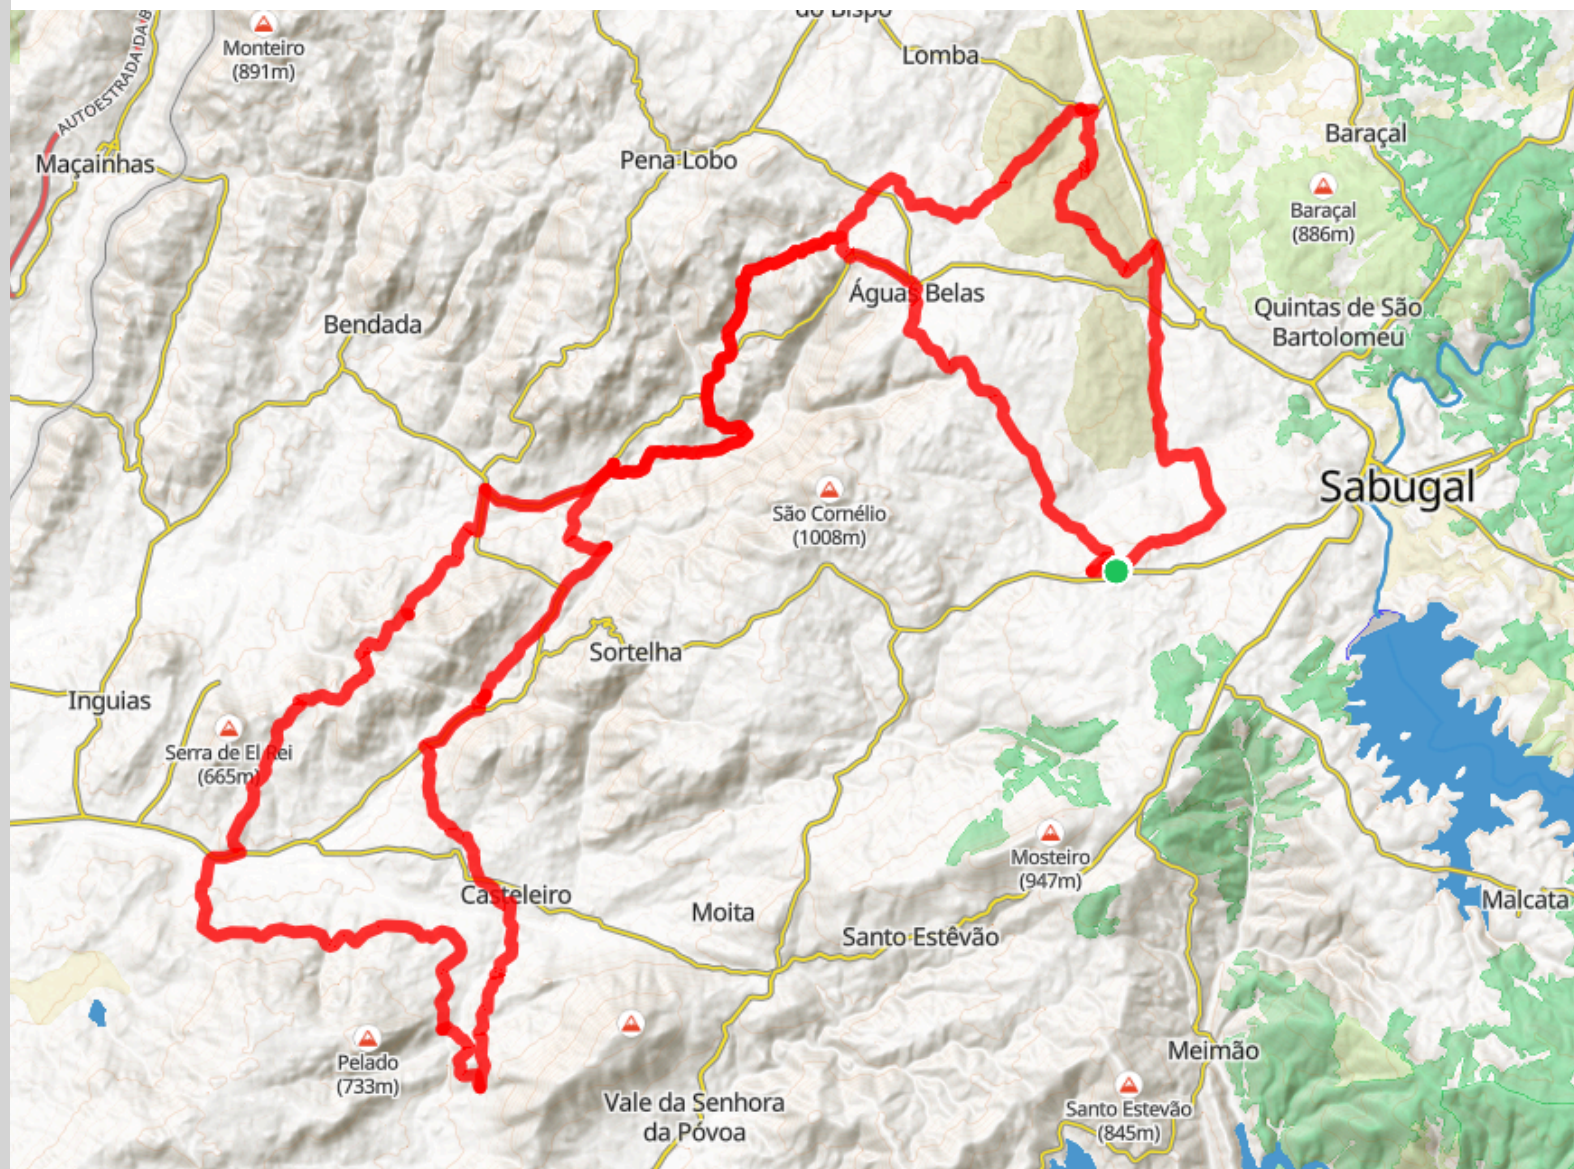 do Bispo
AUTOESTRADA DA B
Monteiro
(891m)
Lomba
Maçainhas
Pena Lobo
Baraçal
Baraçal
(886m)
Águas Belas
Bendada
Quintas de São
Bartolomeu
Sabugal
São Cornélio
(1008m)
Sortelha
Inguias
Serra de El Rei
(665m)
Casteleiro
Moita
Mosteiro
(947m)
Malcata
Santo Estêvão
Pelado
(733m)
Meimão
Vale da Senhora
da Póvoa
Santo Estevão
(845m)